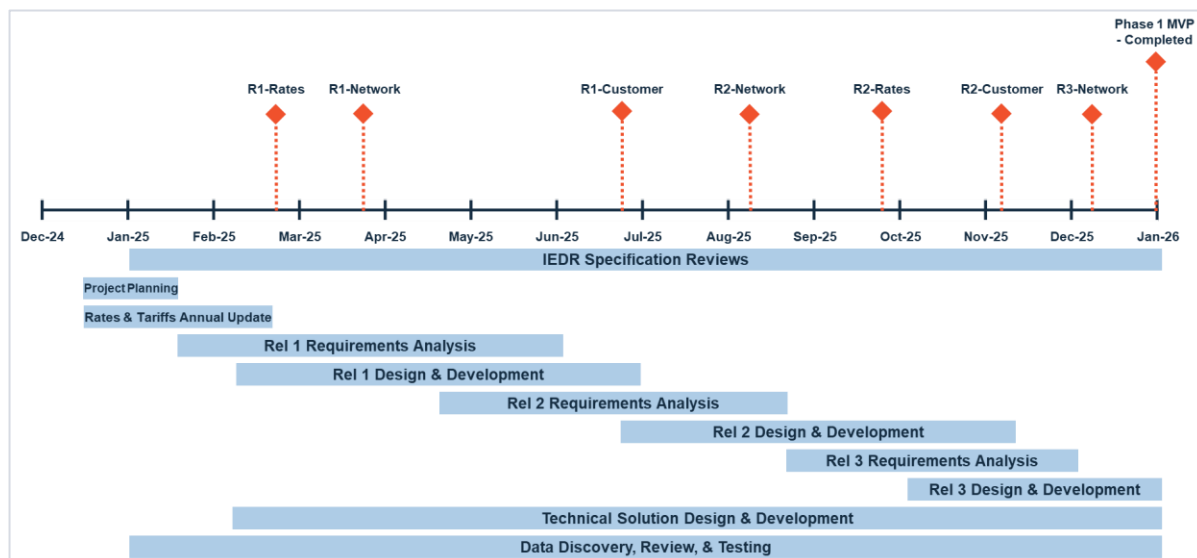 Phase 1 MVP
- Completed
R1-Rates
R1-Network
R1-Customer
R2-Network
R2-Rates
R2-Customer
R3-Network
Dec-24
Jan-25
Feb-25
Mar-25
Apr-25
May-25
Jun-25
Jul-25
Aug-25
Sep-25
Oct-25
Nov-25
Dec-25
Jan-26
IEDR Specification Reviews
Project Planning
Rates & Tariffs Annual Update
Rel 1 Requirements Analysis
Rel 1 Design & Development
Rel 2 Requirements Analysis
Rel 2 Design & Development
Rel 3 Requirements Analysis
Rel 3 Design & Development
Technical Solution Design & Development
Data Discovery, Review, & Testing